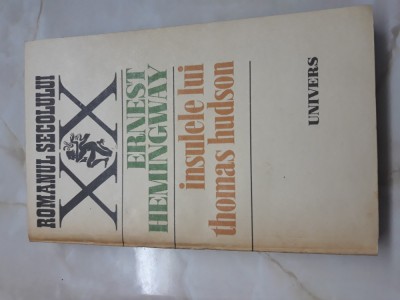 ROMANUL SECOLULUI
XX
ERNEST
HEMINGWAY
insulele lui
thomas hudson
UNIVERS